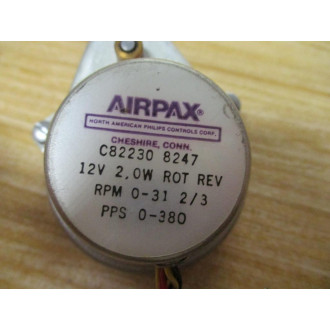 AIRPAX®
NORTH AMERICAN PHILIPS CONTROLS CORP.
CHESHIRE, CONN.
C82230 8247
12V 2.0W ROT REV
RPM 0-31 2/3
PPS 0-380